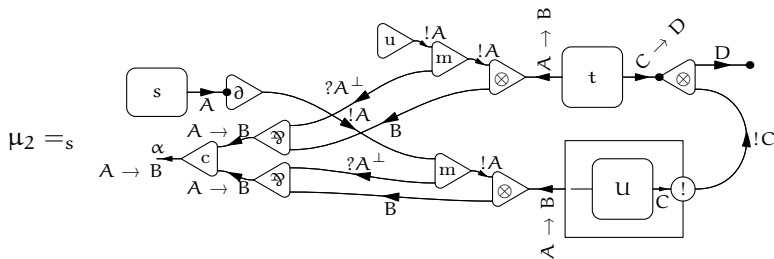 u !A A → B
m !A C → D D
⊗ t ⊗
s ∂ ?A⊥
A !A
μ₂ =ₛ A → B ⅋ B !C
α c ?A⊥ m !A
A → B A → B ⅋ ⊗ U C !
B A → B